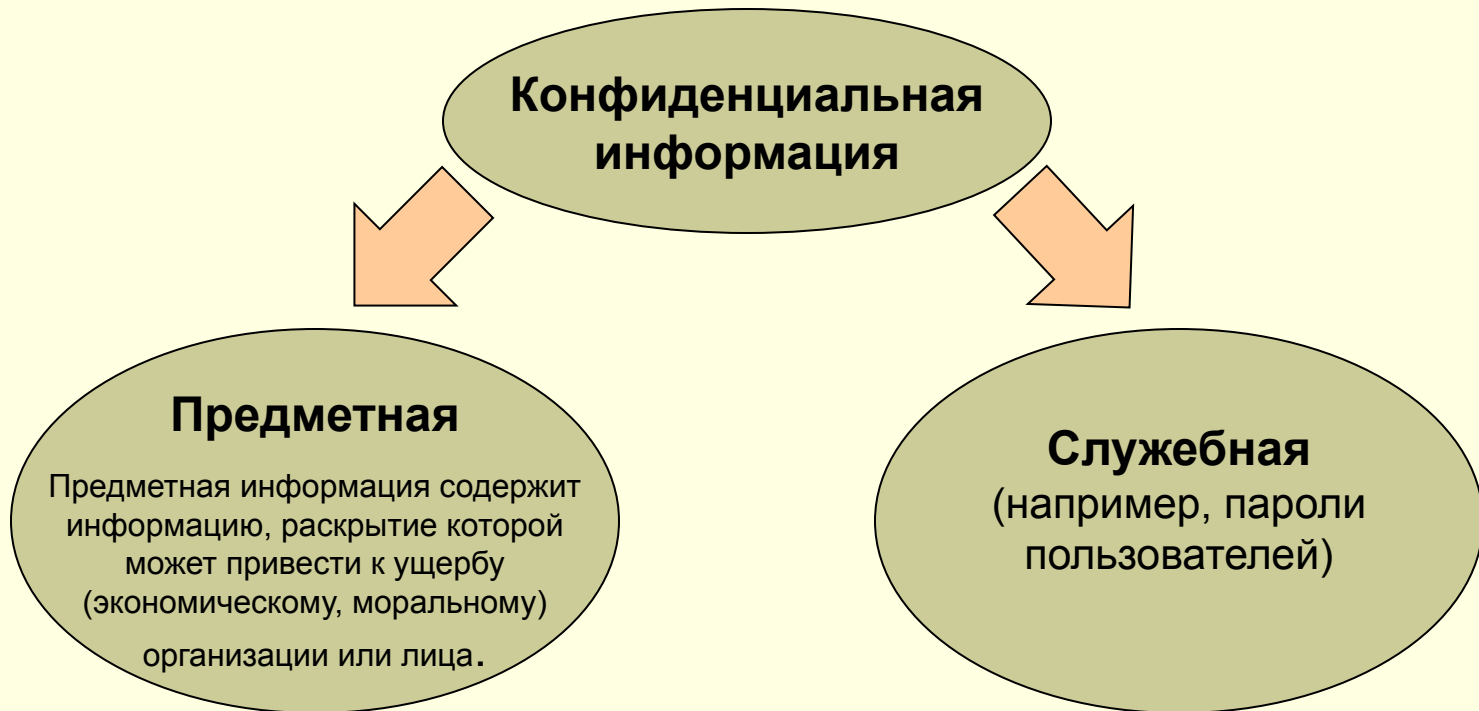 Конфиденциальная
информация
Предметная
Предметная информация содержит
информацию, раскрытие которой
может привести к ущербу
(экономическому, моральному)
организации или лица.
Служебная
(например, пароли
пользователей)